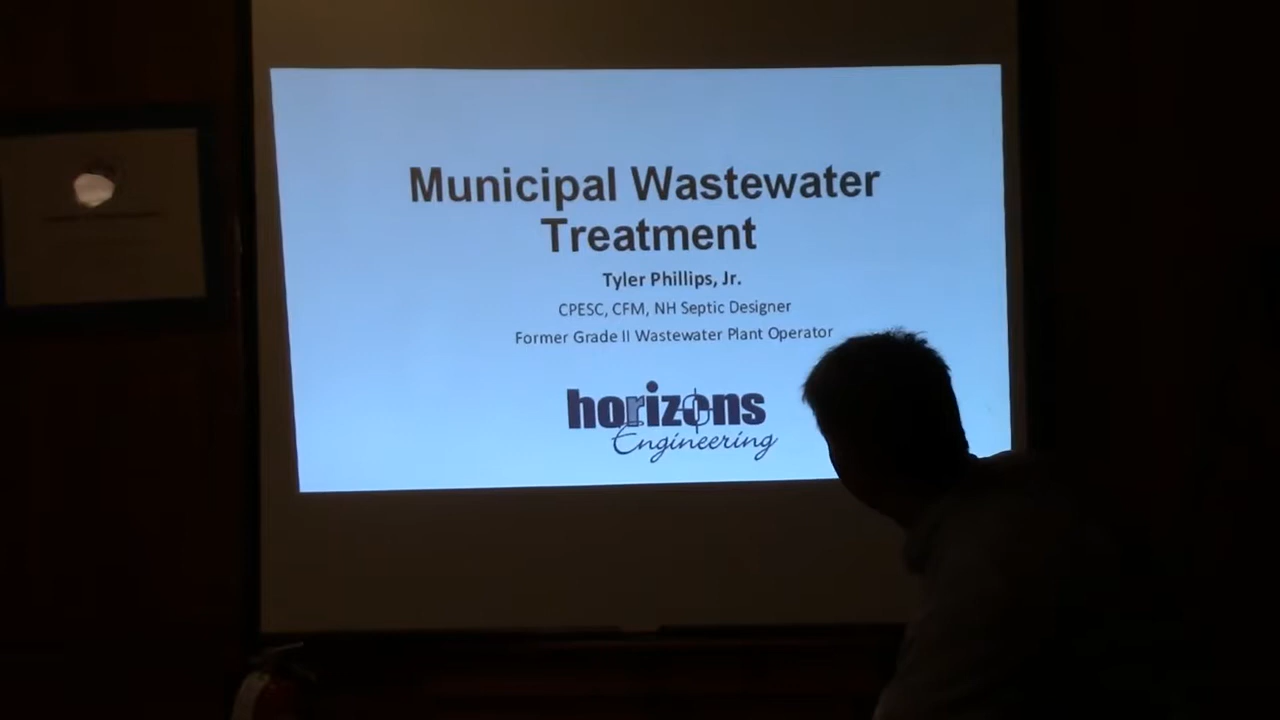 Municipal Wastewater
Treatment
Tyler Phillips, Jr.
CPESC, CFM, NH Septic Designer
Former Grade II Wastewater Plant Operator
horizons
Engineering